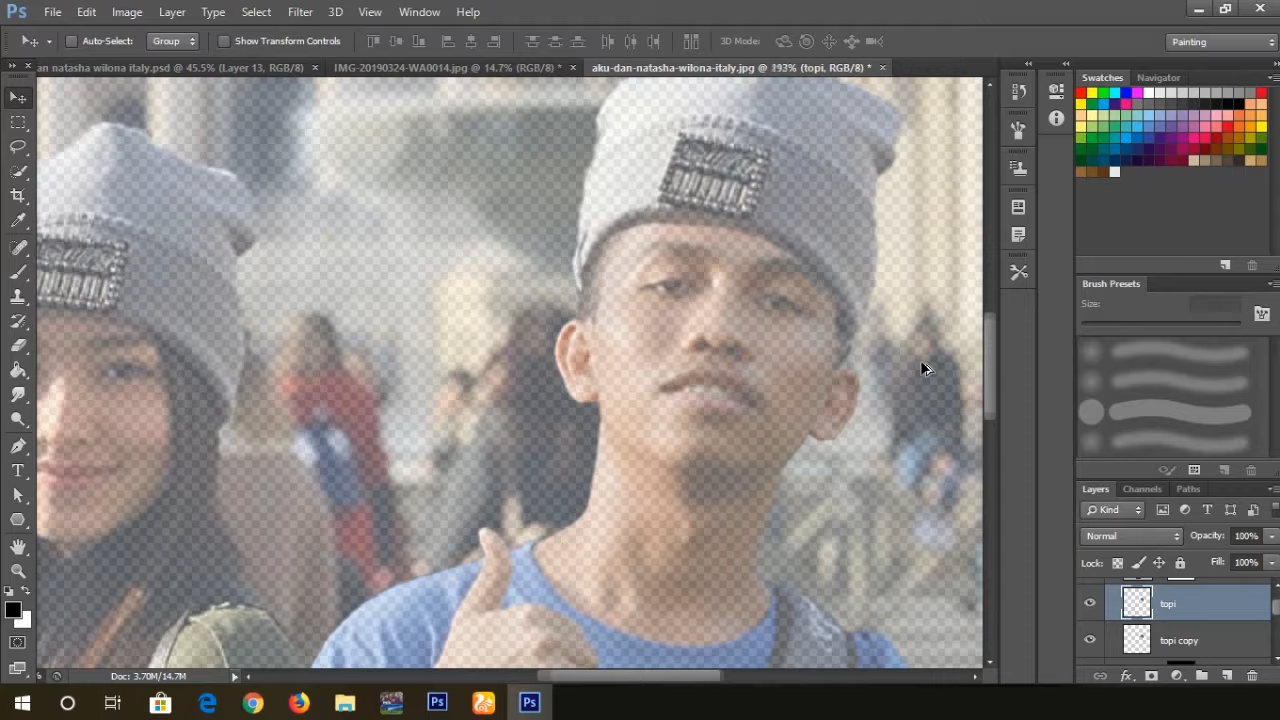 Ps File Edit Image Layer Type Select Filter 3D View Window Help
Auto-Select: Group Show Transform Controls 3D Mode: Painting
an natasha wilona italy.psd @ 45.5% (Layer 13, RGB/8) × IMG-20190324-WA0014.jpg @ 14.7% (RGB/8) * × aku-dan-natasha-wilona-italy.jpg @ 193% (topi, RGB/8) * ×
Swatches Navigator
Brush Presets
Size:
Layers Channels Paths
Kind
Normal Opacity: 100%
Lock: Fill: 100%
topi
topi copy
Doc: 3.70M/14.7M